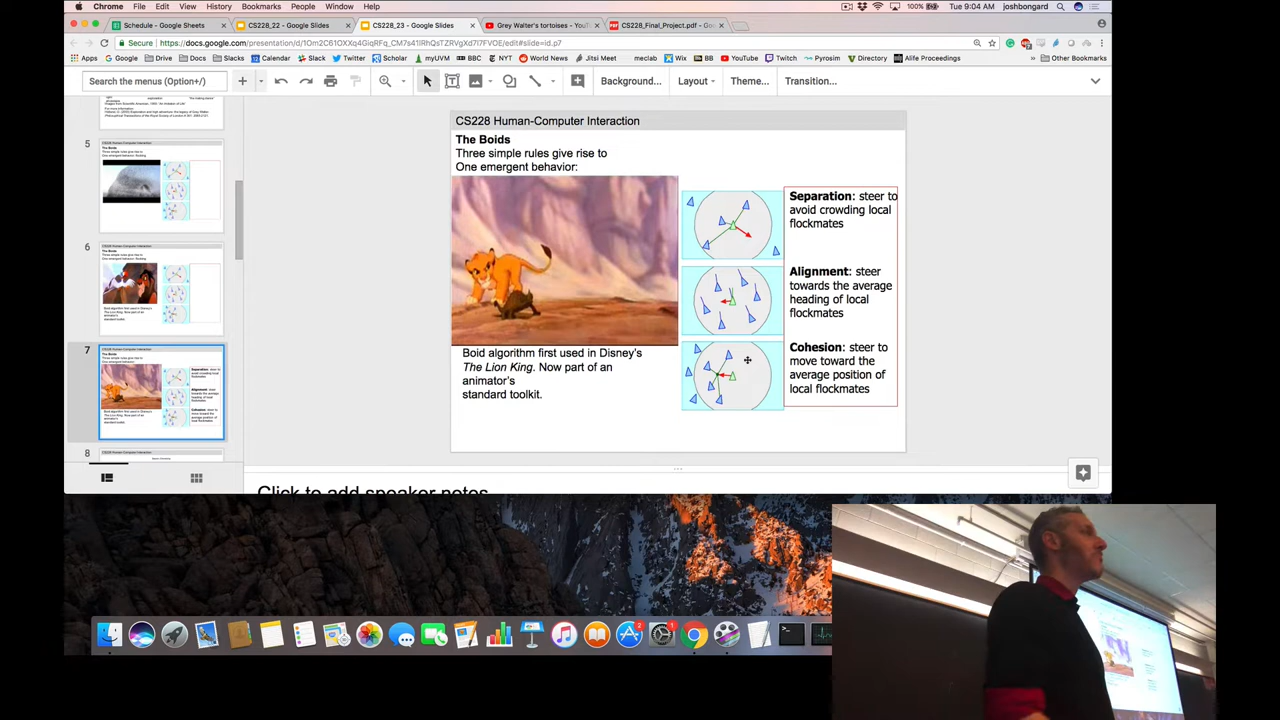 Chrome File Edit View History Bookmarks People Window Help 100% Tue 9:04 AM joshbongard
Schedule - Google Sheets CS228_22 - Google Slides CS228_23 - Google Slides Grey Walter's tortoises - YouT CS228_Final_Project.pdf - Goo
Secure https://docs.google.com/presentation/d/
Apps Google Drive Docs Slacks Calendar Slack Twitter Scholar myUVM BBC NYT World News Jitsi Meet meclab Wix BB YouTube Twitch Pyrosim Directory Alife Proceedings Other Bookmarks
Search the menus (Option+/) Background... Layout Theme... Transition...
5
6
7
8
CS228 Human-Computer Interaction
The Boids
Three simple rules give rise to
One emergent behavior:
Separation: steer to
avoid crowding local
flockmates
Alignment: steer
towards the average
heading of local
flockmates
Cohesion: steer to
move toward the
average position of
local flockmates
Boid algorithm first used in Disney's
The Lion King. Now part of an
animator's
standard toolkit.
Click to add speaker notes